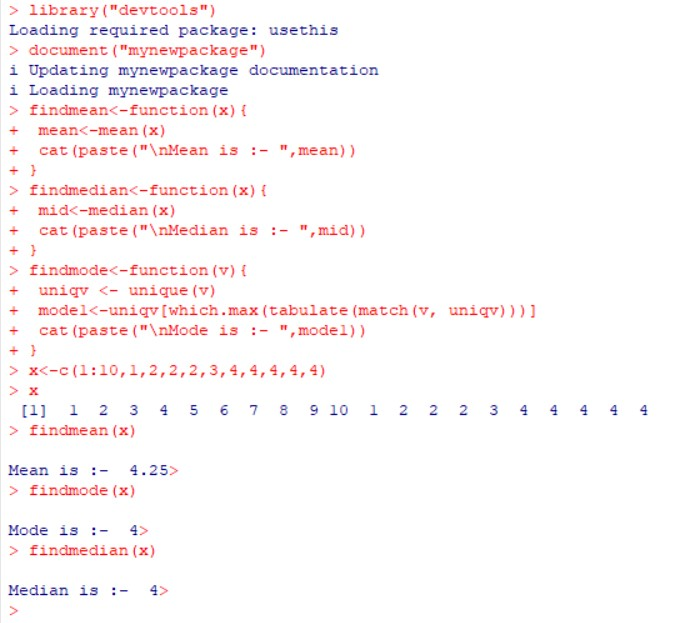 > library("devtools")
Loading required package: usethis
> document("mynewpackage")
i Updating mynewpackage documentation
i Loading mynewpackage
> findmean<-function(x){
+  mean<-mean(x)
+  cat(paste("\nMean is :- ",mean))
+ }
> findmedian<-function(x){
+  mid<-median(x)
+  cat(paste("\nMedian is :- ",mid))
+ }
> findmode<-function(v){
+  uniqv <- unique(v)
+  mode1<-uniqv[which.max(tabulate(match(v, uniqv)))]
+  cat(paste("\nMode is :- ",mode1))
+ }
> x<-c(1:10,1,2,2,2,3,4,4,4,4,4)
> x
 [1]  1  2  3  4  5  6  7  8  9 10  1  2  2  2  3  4  4  4  4  4
> findmean(x)

Mean is :-  4.25>
> findmode(x)

Mode is :-  4>
> findmedian(x)

Median is :-  4>
>